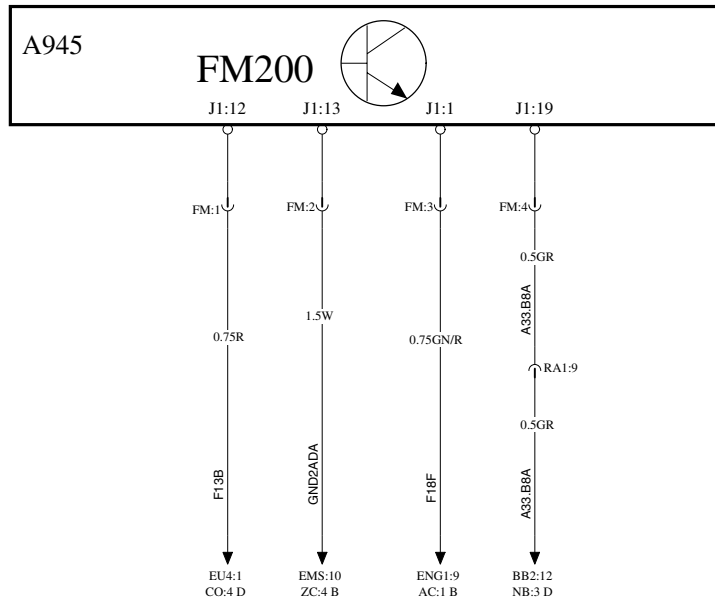 A945
FM200
J1:12 J1:13 J1:1 J1:19
FM:1 FM:2 FM:3 FM:4
0.5GR
A33.B8A
1.5W
0.75R
0.75GN/R
RA1:9
0.5GR
F13B
GND2ADA
F18F
A33.B8A
EU4:1 EMS:10 ENG1:9 BB2:12
CO:4 D ZC:4 B AC:1 B NB:3 D